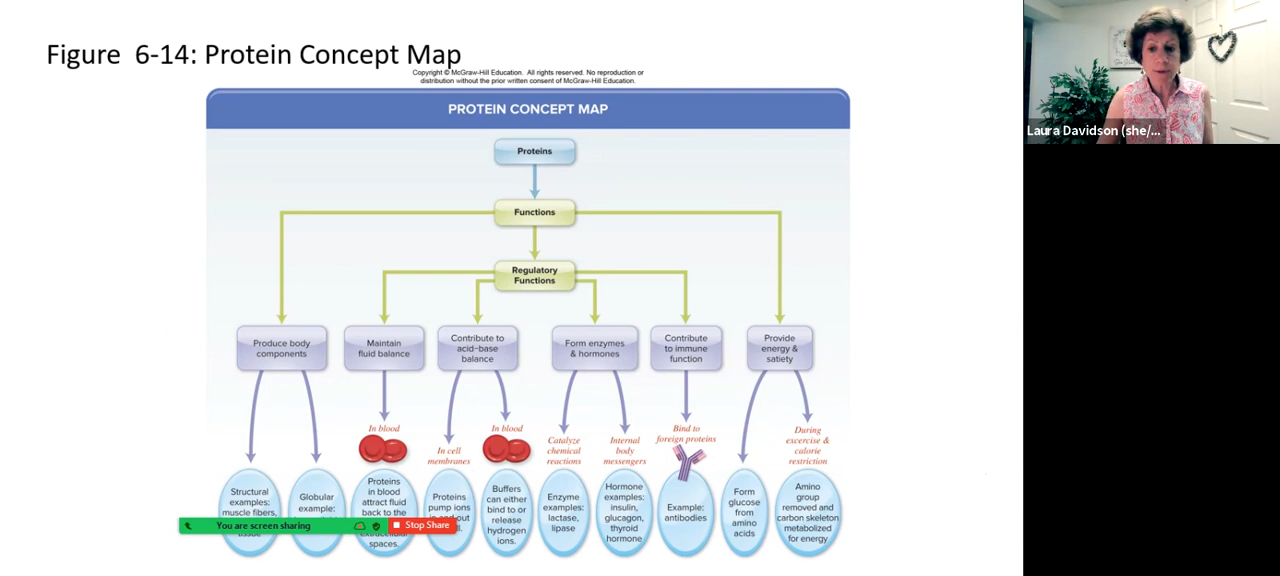 Figure 6-14: Protein Concept Map
Copyright © McGraw-Hill Education. All rights reserved. No reproduction or
distribution without the prior written consent of McGraw-Hill Education.
PROTEIN CONCEPT MAP
Proteins
Functions
Regulatory
Functions
Produce body
components
Maintain
fluid balance
Contribute to
acid–base
balance
Form enzymes
& hormones
Contribute
to immune
function
Provide
energy &
satiety
In blood
In cell
membranes
In blood
Catalyze
chemical
reactions
Internal
body
messengers
Bind to
foreign proteins
During
excercise &
calorie
restriction
Structural
examples:
muscle fibers,
Globular
example:
Proteins
in blood
attract fluid
back to the
spaces.
Proteins
pump ions
out
Buffers
can either
bind to or
release
hydrogen
ions.
Enzyme
examples:
lactase,
lipase
Hormone
examples:
insulin,
glucagon,
thyroid
hormone
Example:
antibodies
Form
glucose
from
amino
acids
Amino
group
removed and
carbon skeleton
metabolized
for energy
You are screen sharing
Stop Share
Laura Davidson (she/...